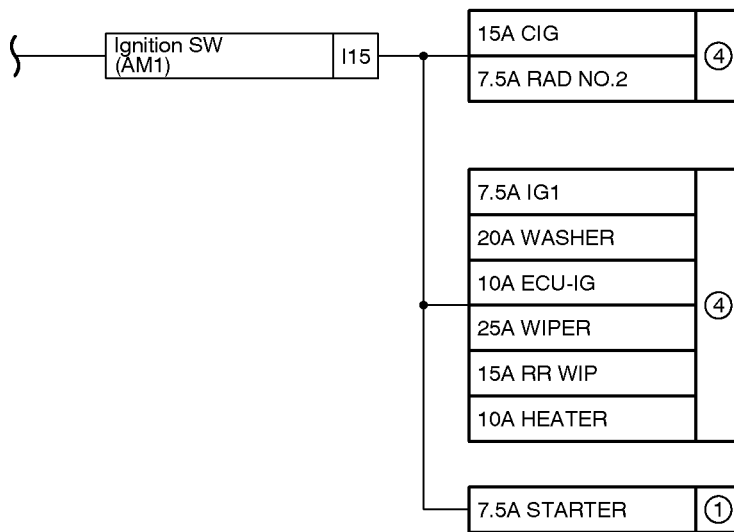 Ignition SW
(AM1)
I15
15A CIG
7.5A RAD NO.2
4
7.5A IG1
20A WASHER
10A ECU-IG
25A WIPER
15A RR WIP
10A HEATER
4
7.5A STARTER
1